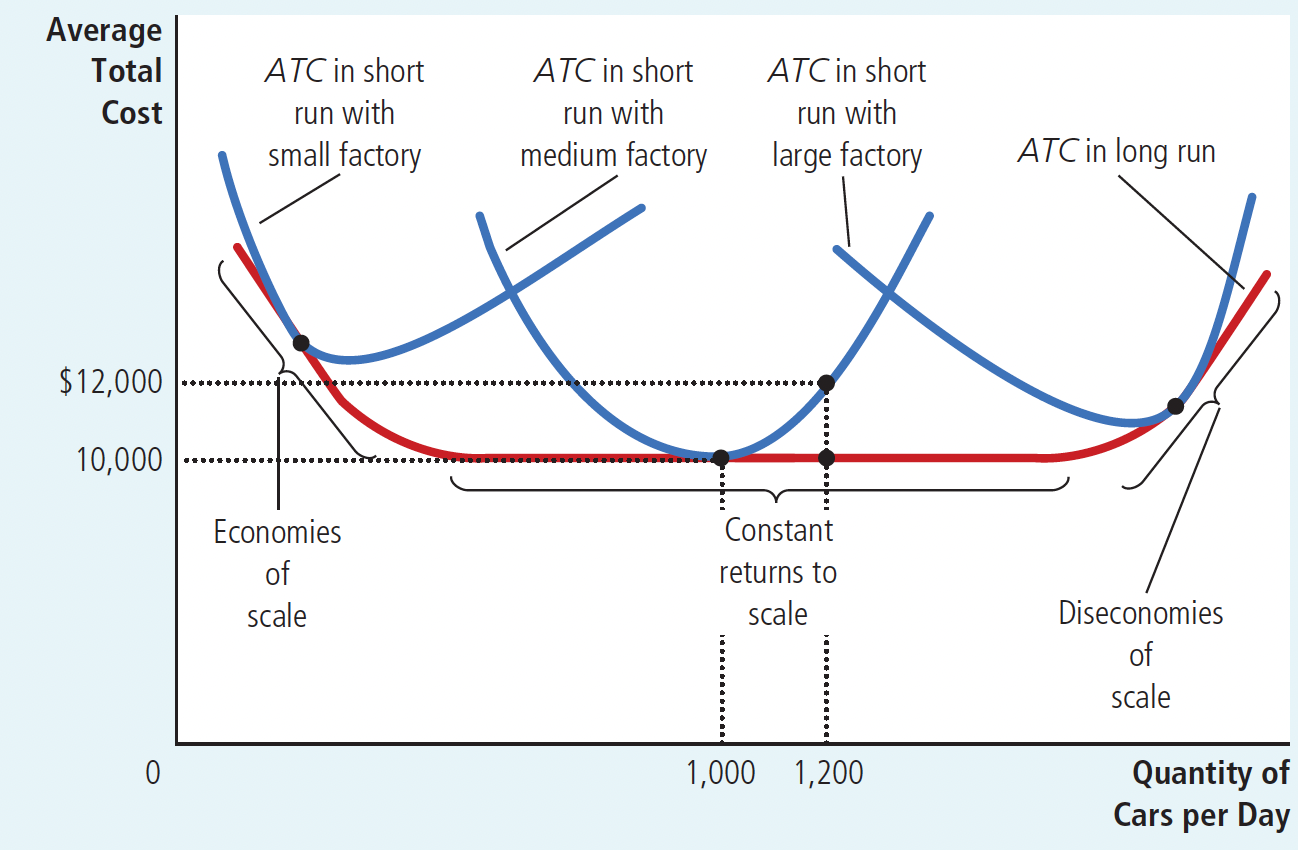 Average
Total
Cost
ATC in short
run with
small factory
ATC in short
run with
medium factory
ATC in short
run with
large factory
ATC in long run
$12,000
10,000
Economies
of
scale
Constant
returns to
scale
Diseconomies
of
scale
0
1,000
1,200
Quantity of
Cars per Day